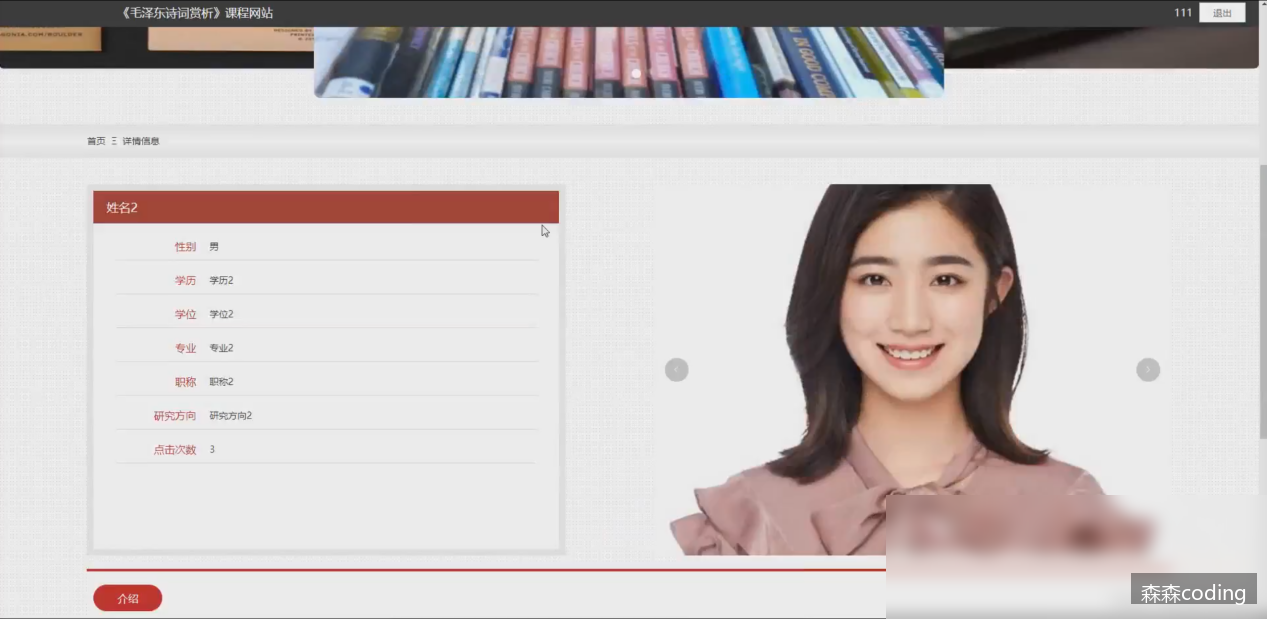 《毛泽东诗词赏析》课程网站
111
退出
IN GOOD COM
首页 Ξ 详情信息
姓名2
性别 男
学历 学历2
学位 学位2
专业 专业2
职称 职称2
研究方向 研究方向2
点击次数 3
介绍
森森coding